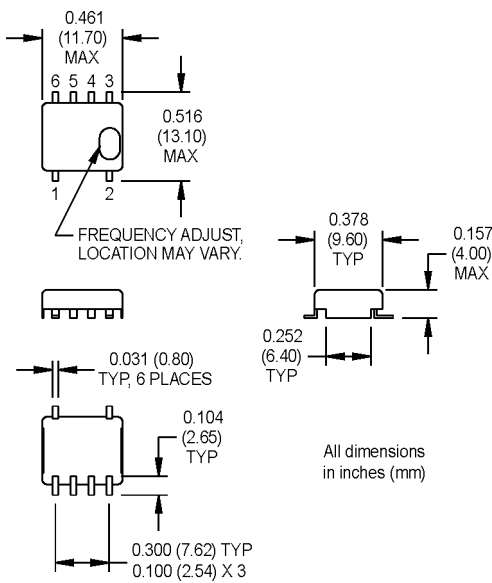 0.461
(11.70)
MAX
6 5 4 3
0.516
(13.10)
MAX
1 2
FREQUENCY ADJUST,
LOCATION MAY VARY.
0.378
(9.60)
TYP
0.157
(4.00)
MAX
0.252
(6.40)
TYP
0.031 (0.80)
TYP, 6 PLACES
0.104
(2.65)
TYP
All dimensions
in inches (mm)
0.300 (7.62) TYP
0.100 (2.54) X 3